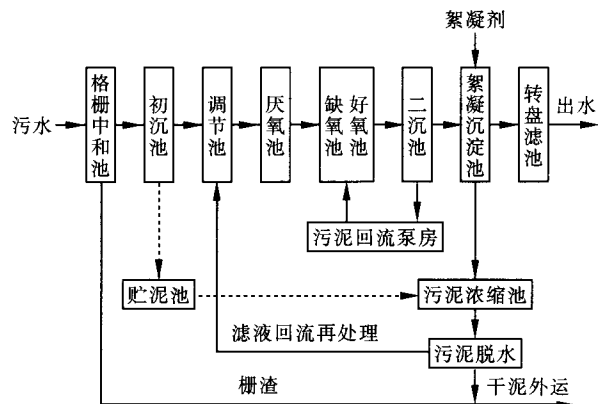 絮凝剂
污水
格栅中和池
初沉池
调节池
厌氧池
缺氧池
好氧池
二沉池
絮凝沉淀池
转盘滤池
出水
污泥回流泵房
贮泥池
污泥浓缩池
滤液回流再处理
污泥脱水
栅渣
干泥外运